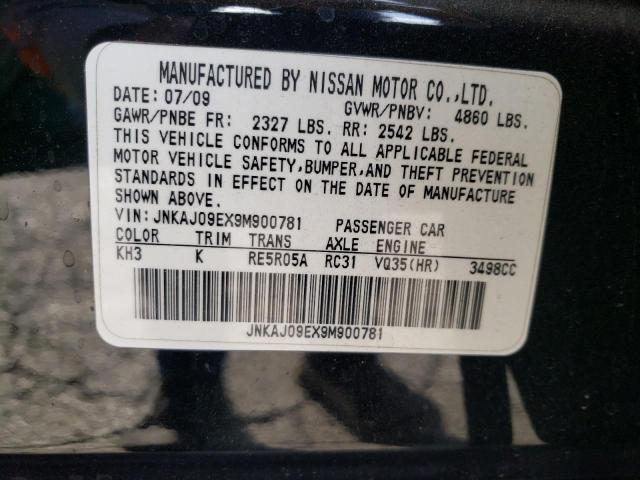 MANUFACTURED BY NISSAN MOTOR CO.,LTD.
DATE: 07/09 GVWR/PNBV: 4860 LBS.
GAWR/PNBE FR: 2327 LBS. RR: 2542 LBS.
THIS VEHICLE CONFORMS TO ALL APPLICABLE FEDERAL
MOTOR VEHICLE SAFETY,BUMPER,AND THEFT PREVENTION
STANDARDS IN EFFECT ON THE DATE OF MANUFACTURE
SHOWN ABOVE.
VIN: JNKAJ09EX9M900781 PASSENGER CAR
COLOR TRIM TRANS AXLE ENGINE
KH3 K RE5R05A RC31 VQ35(HR) 3498CC
JNKAJ09EX9M900781